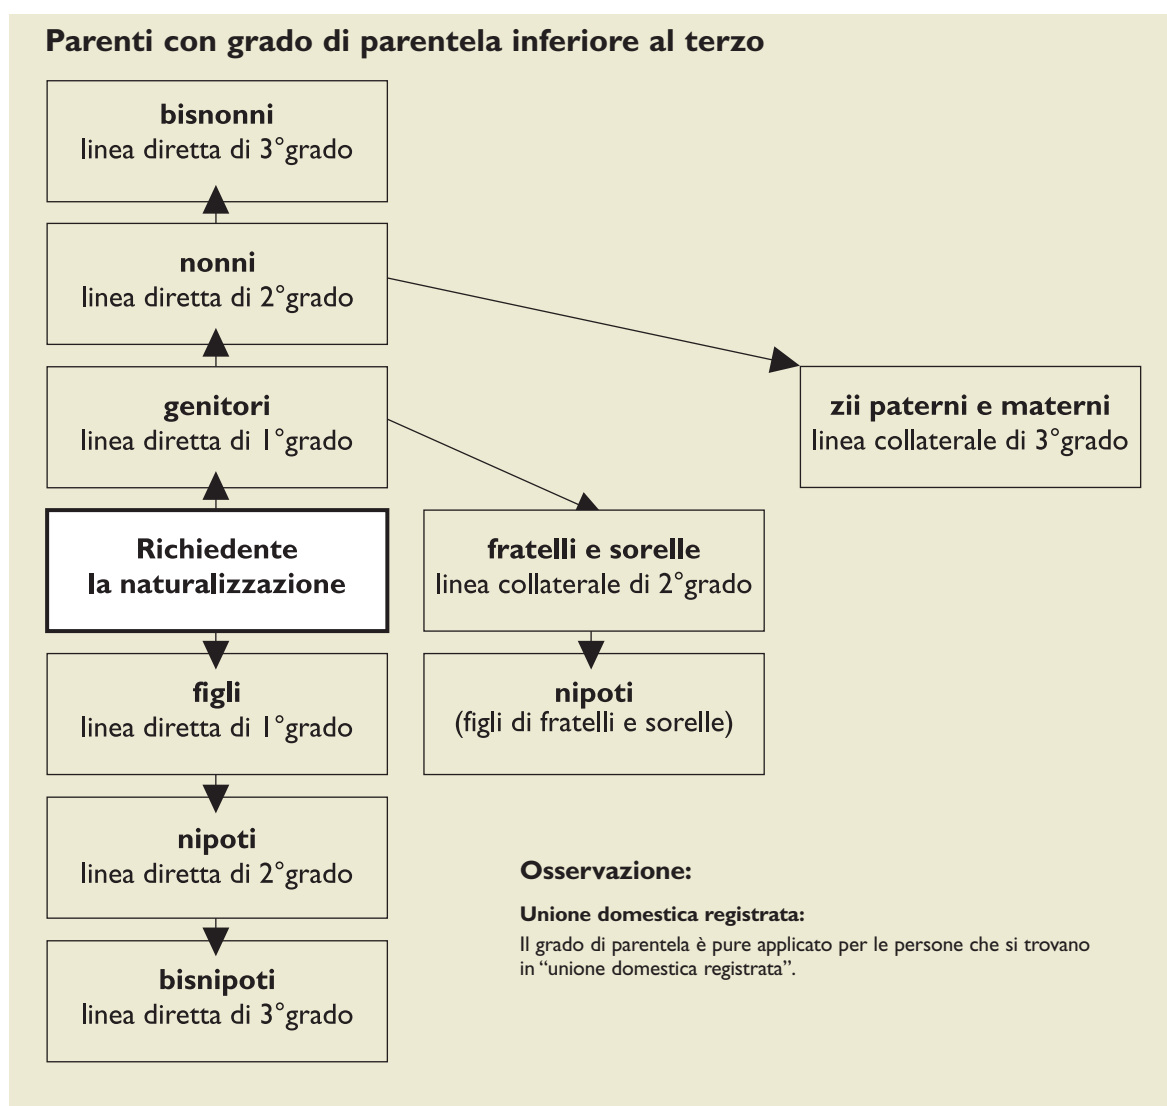 Parenti con grado di parentela inferiore al terzo
bisnonni
linea diretta di 3°grado
nonni
linea diretta di 2°grado
genitori
linea diretta di 1°grado
zii paterni e materni
linea collaterale di 3°grado
Richiedente
la naturalizzazione
fratelli e sorelle
linea collaterale di 2°grado
figli
linea diretta di 1°grado
nipoti
(figli di fratelli e sorelle)
nipoti
linea diretta di 2°grado
bisnipoti
linea diretta di 3°grado
Osservazione:
Unione domestica registrata:
Il grado di parentela è pure applicato per le persone che si trovano
in “unione domestica registrata”.